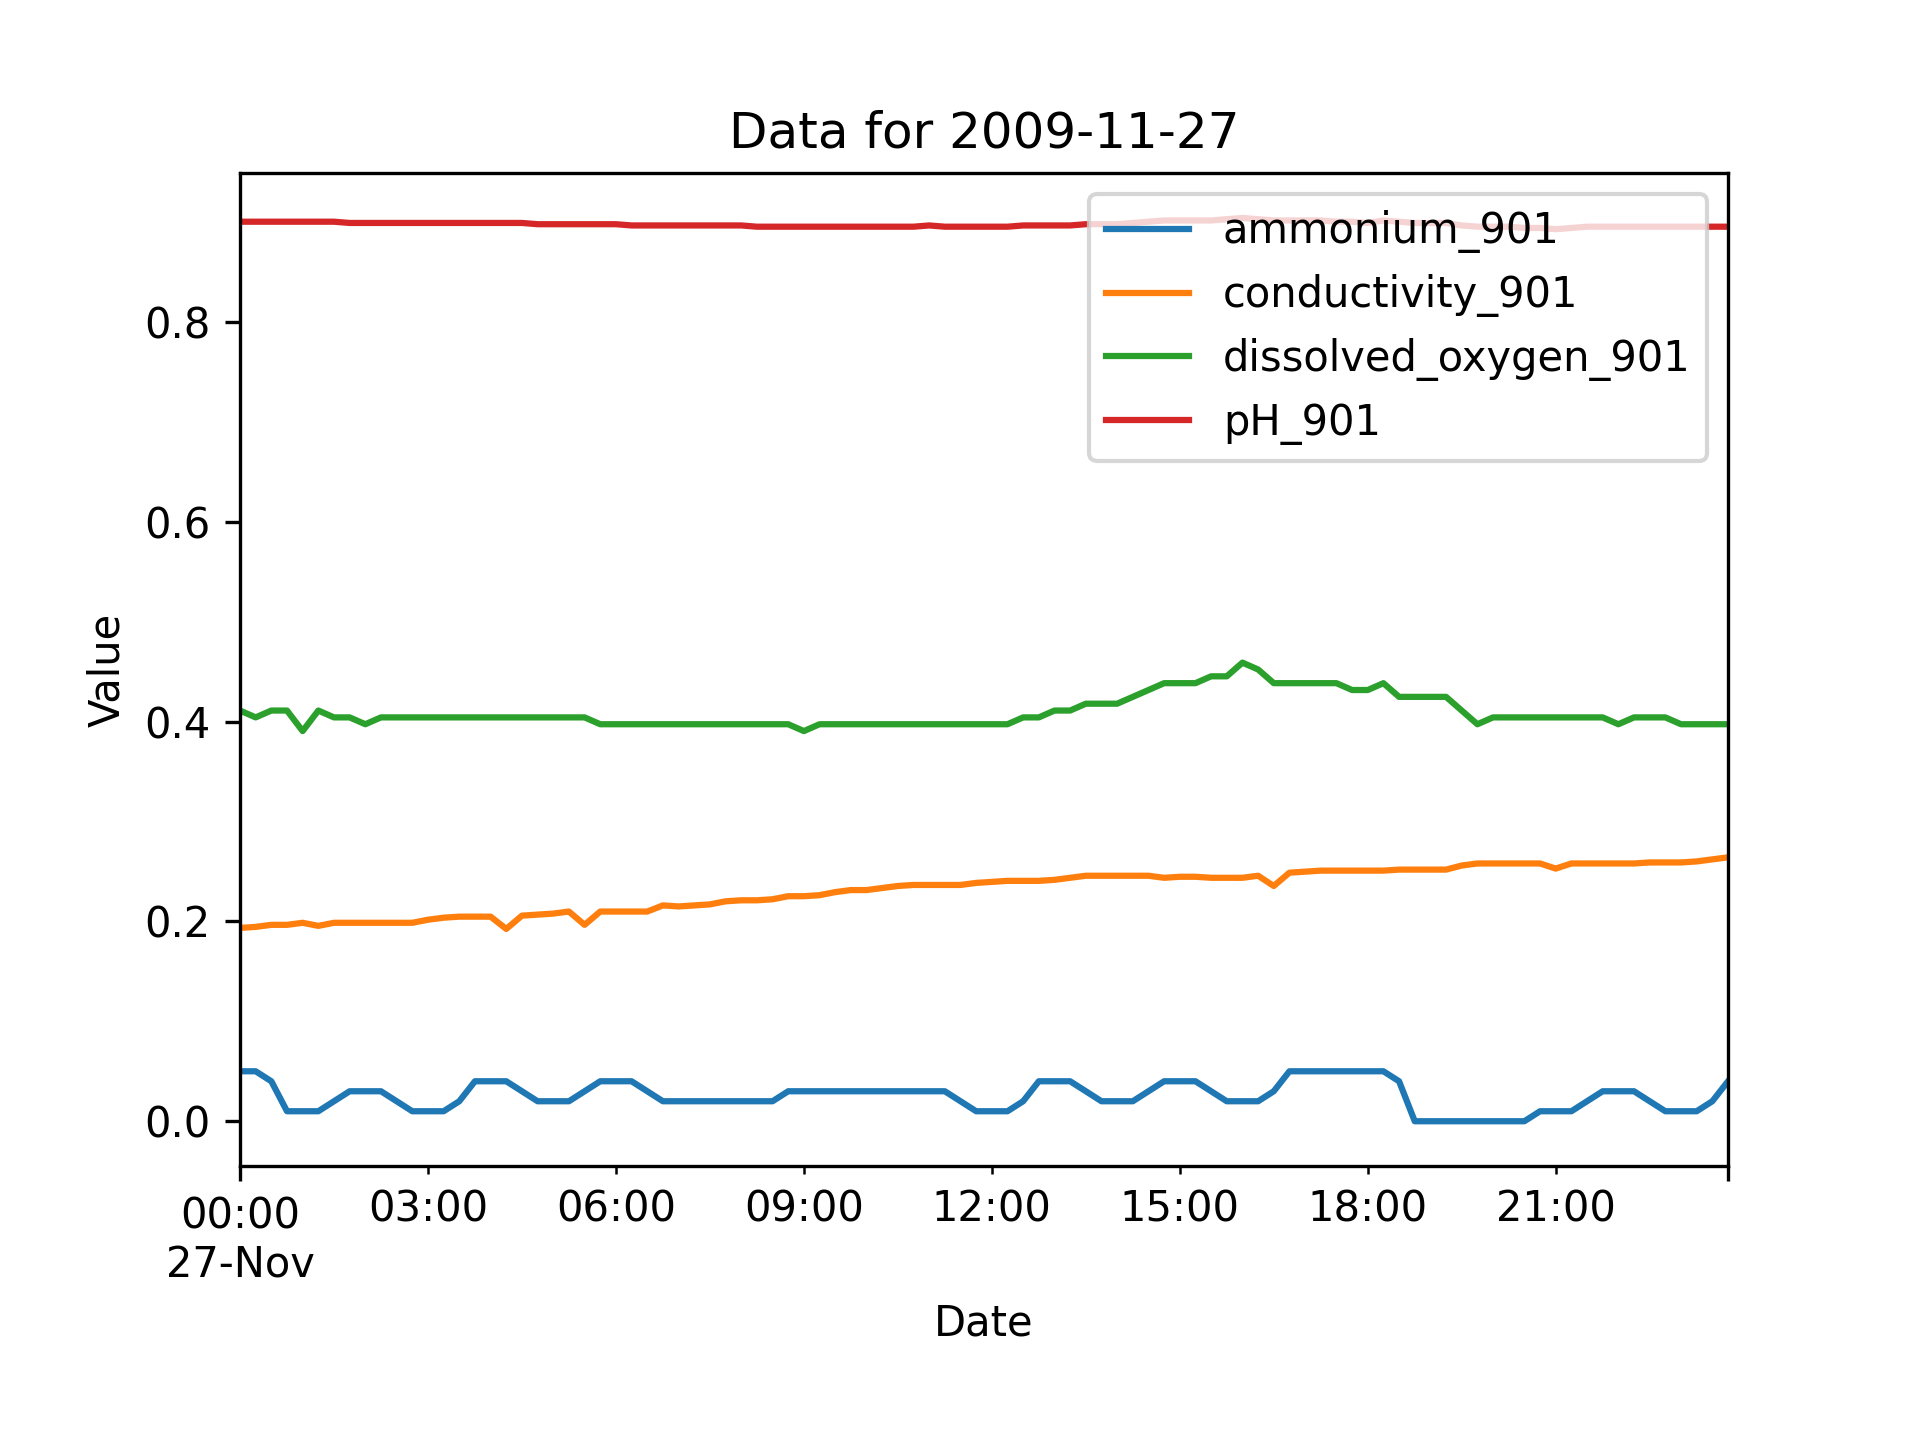 Data for 2009-11-27
ammonium_901
conductivity_901
dissolved_oxygen_901
pH_901
Value
0.8
0.6
0.4
0.2
0.0
00:00 03:00 06:00 09:00 12:00 15:00 18:00 21:00
27-Nov
Date